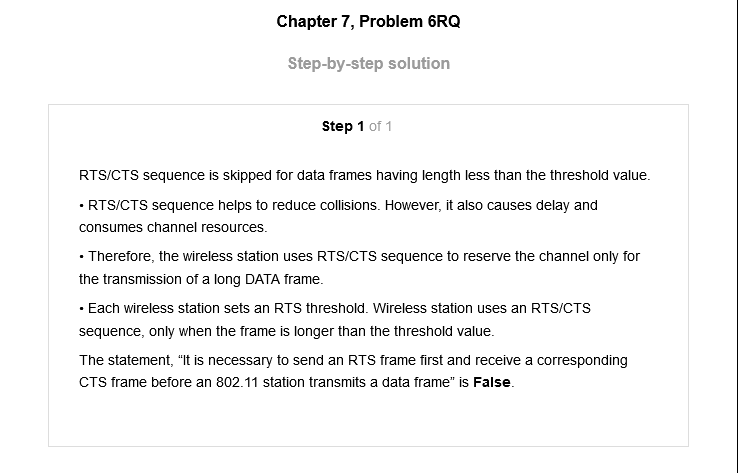 Chapter 7, Problem 6RQ
Step-by-step solution
Step 1 of 1
RTS/CTS sequence is skipped for data frames having length less than the threshold value.
• RTS/CTS sequence helps to reduce collisions. However, it also causes delay and
consumes channel resources.
• Therefore, the wireless station uses RTS/CTS sequence to reserve the channel only for
the transmission of a long DATA frame.
• Each wireless station sets an RTS threshold. Wireless station uses an RTS/CTS
sequence, only when the frame is longer than the threshold value.
The statement, “It is necessary to send an RTS frame first and receive a corresponding
CTS frame before an 802.11 station transmits a data frame” is False.